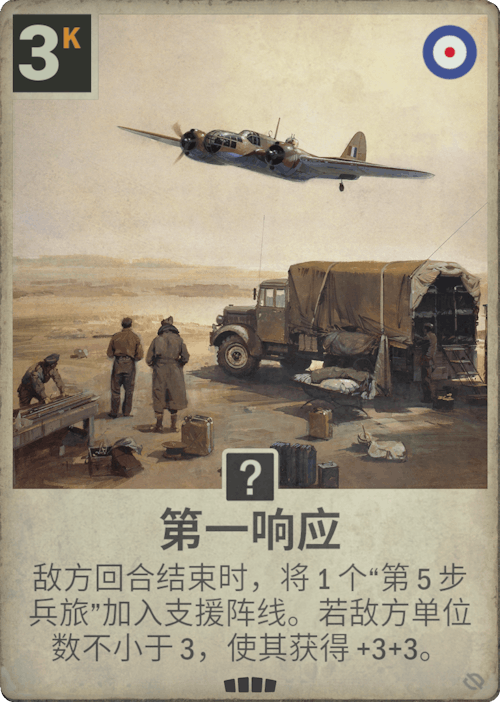 3K
?
第一响应
敌方回合结束时，将 1 个“第 5 步
兵旅”加入支援阵线。若敌方单位
数不小于 3，使其获得 +3+3。